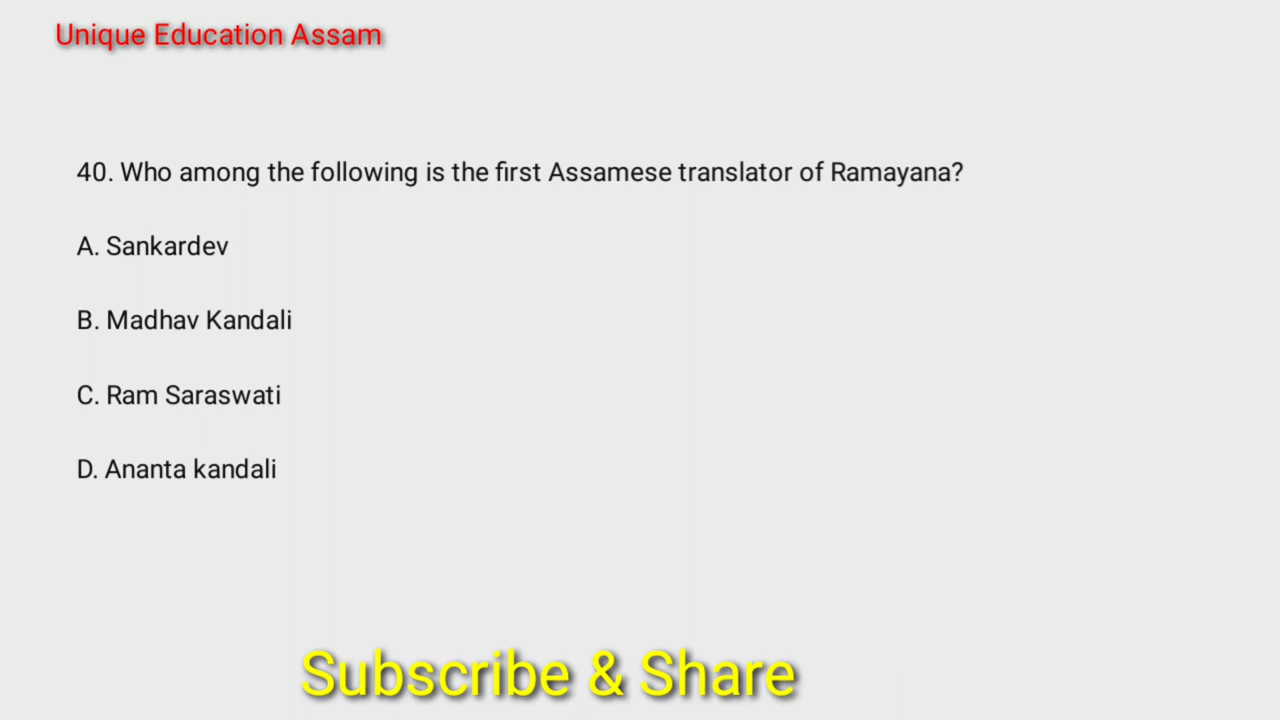 Unique Education Assam
40. Who among the following is the first Assamese translator of Ramayana?
A. Sankardev
B. Madhav Kandali
C. Ram Saraswati
D. Ananta kandali
Subscribe & Share